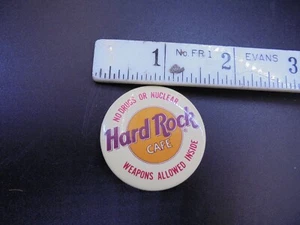 1 No FR 1 2 EVANS 3
NO DRUGS OR NUCLEAR
Hard Rock
CAFE
WEAPONS ALLOWED INSIDE